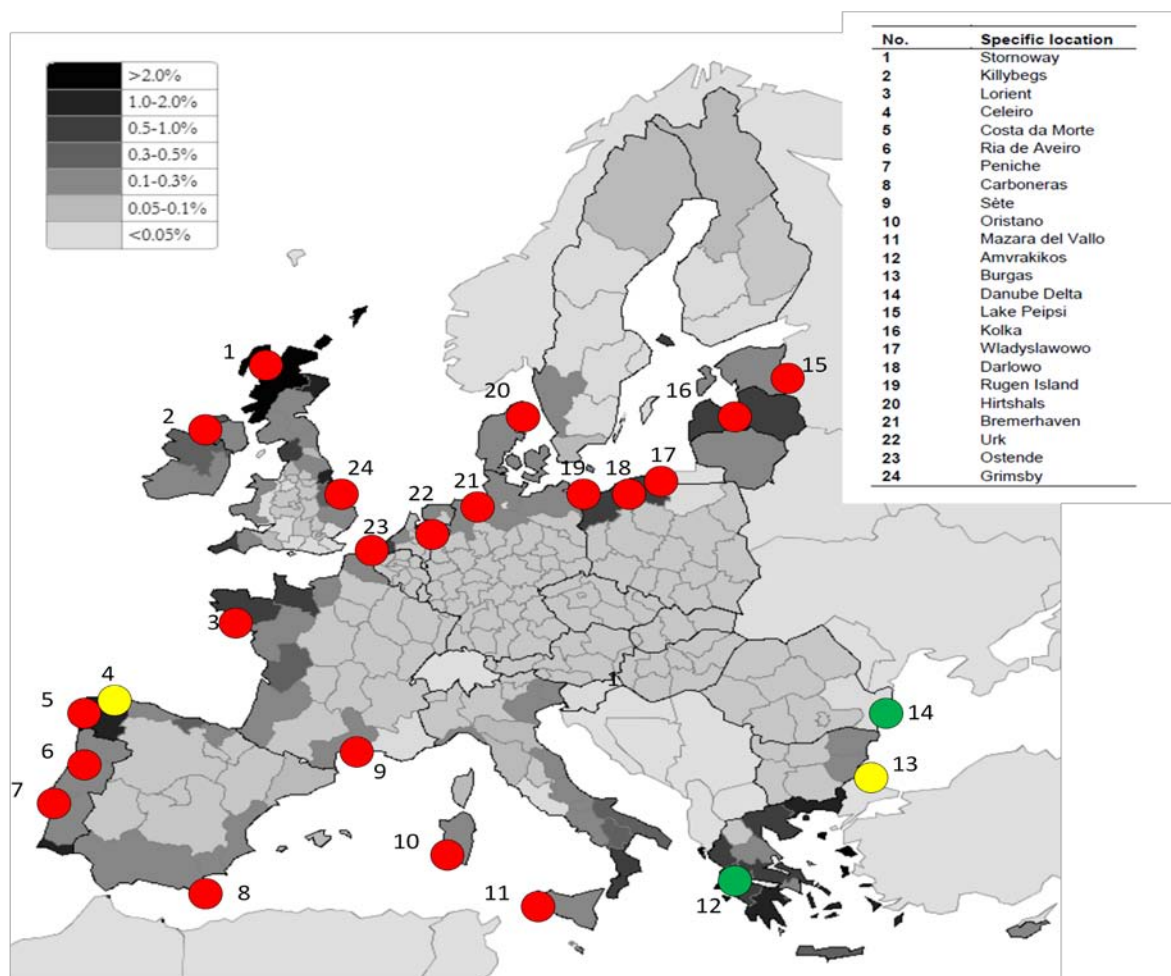 >2.0%
1.0-2.0%
0.5-1.0%
0.3-0.5%
0.1-0.3%
0.05-0.1%
<0.05%
No. Specific location
1 Stornoway
2 Killybegs
3 Lorient
4 Celeiro
5 Costa da Morte
6 Ria de Aveiro
7 Peniche
8 Carboneras
9 Sète
10 Oristano
11 Mazara del Vallo
12 Amvrakikos
13 Burgas
14 Danube Delta
15 Lake Peipsi
16 Kolka
17 Wladyslawowo
18 Darlowo
19 Rugen Island
20 Hirtshals
21 Bremerhaven
22 Urk
23 Ostende
24 Grimsby
1
15
20
16
2
24
19 18 17
21
22
23
3
4
5
14
6
9
13
7
10
8
11
12
1